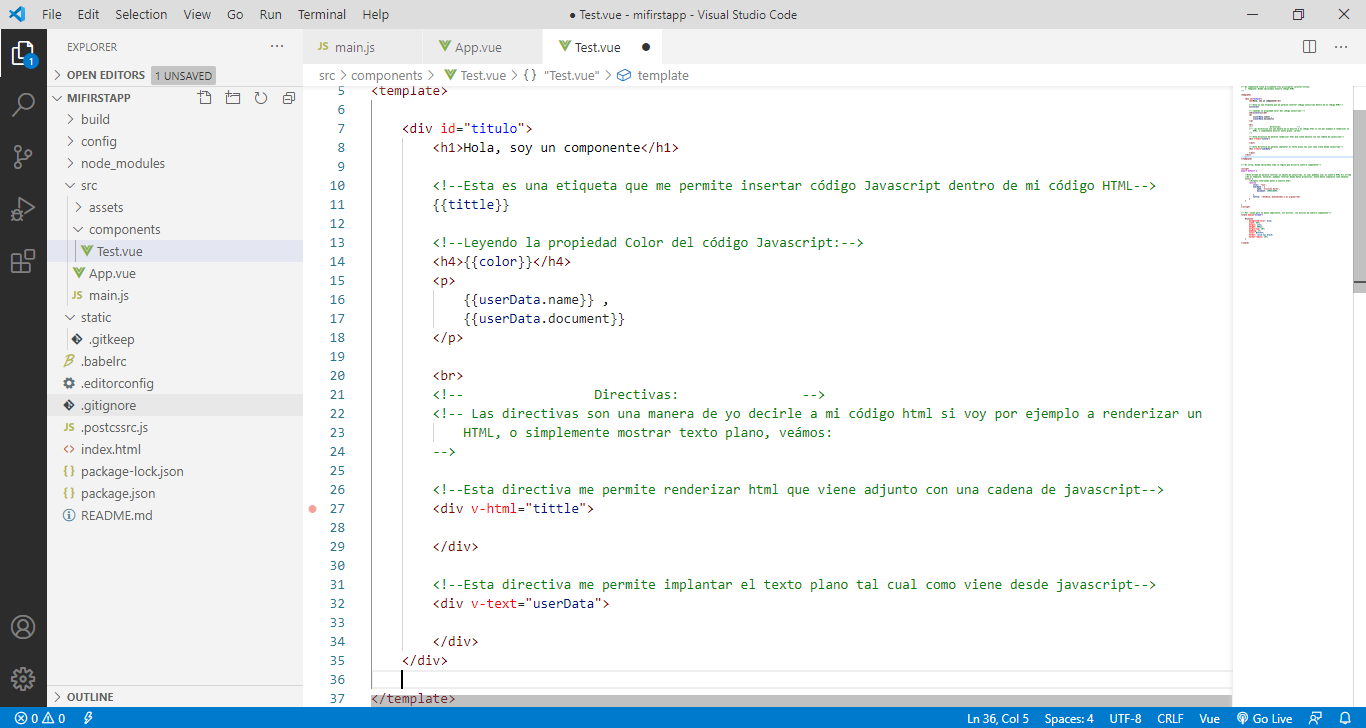 File Edit Selection View Go Run Terminal Help
● Test.vue - mifirstapp - Visual Studio Code
EXPLORER
OPEN EDITORS 1 UNSAVED
MIFIRSTAPP
build
config
node_modules
src
assets
components
Test.vue
App.vue
JS main.js
static
.gitkeep
.babelrc
.editorconfig
.gitignore
JS .postcssrc.js
<> index.html
{} package-lock.json
{} package.json
README.md
OUTLINE
1
JS main.js App.vue Test.vue ●
src > components > Test.vue > {} "Test.vue" > template
5 <template>
6
7 <div id="titulo">
8 <h1>Hola, soy un componente</h1>
9
10 <!--Esta es una etiqueta que me permite insertar código Javascript dentro de mi código HTML-->
11 {{tittle}}
12
13 <!--Leyendo la propiedad Color del código Javascript:-->
14 <h4>{{color}}</h4>
15 <p>
16 {{userData.name}} ,
17 {{userData.document}}
18 </p>
19
20 <br>
21 <!-- Directivas: -->
22 <!-- Las directivas son una manera de yo decirle a mi código html si voy por ejemplo a renderizar un
23 HTML, o simplemente mostrar texto plano, veámos:
24 -->
25
26 <!--Esta directiva me permite renderizar html que viene adjunto con una cadena de javascript-->
27 <div v-html="tittle">
28
29 </div>
30
31 <!--Esta directiva me permite implantar el texto plano tal cual como viene desde javascript-->
32 <div v-text="userData">
33
34 </div>
35 </div>
36
37 </template>
0 0 Ln 36, Col 5 Spaces: 4 UTF-8 CRLF Vue Go Live